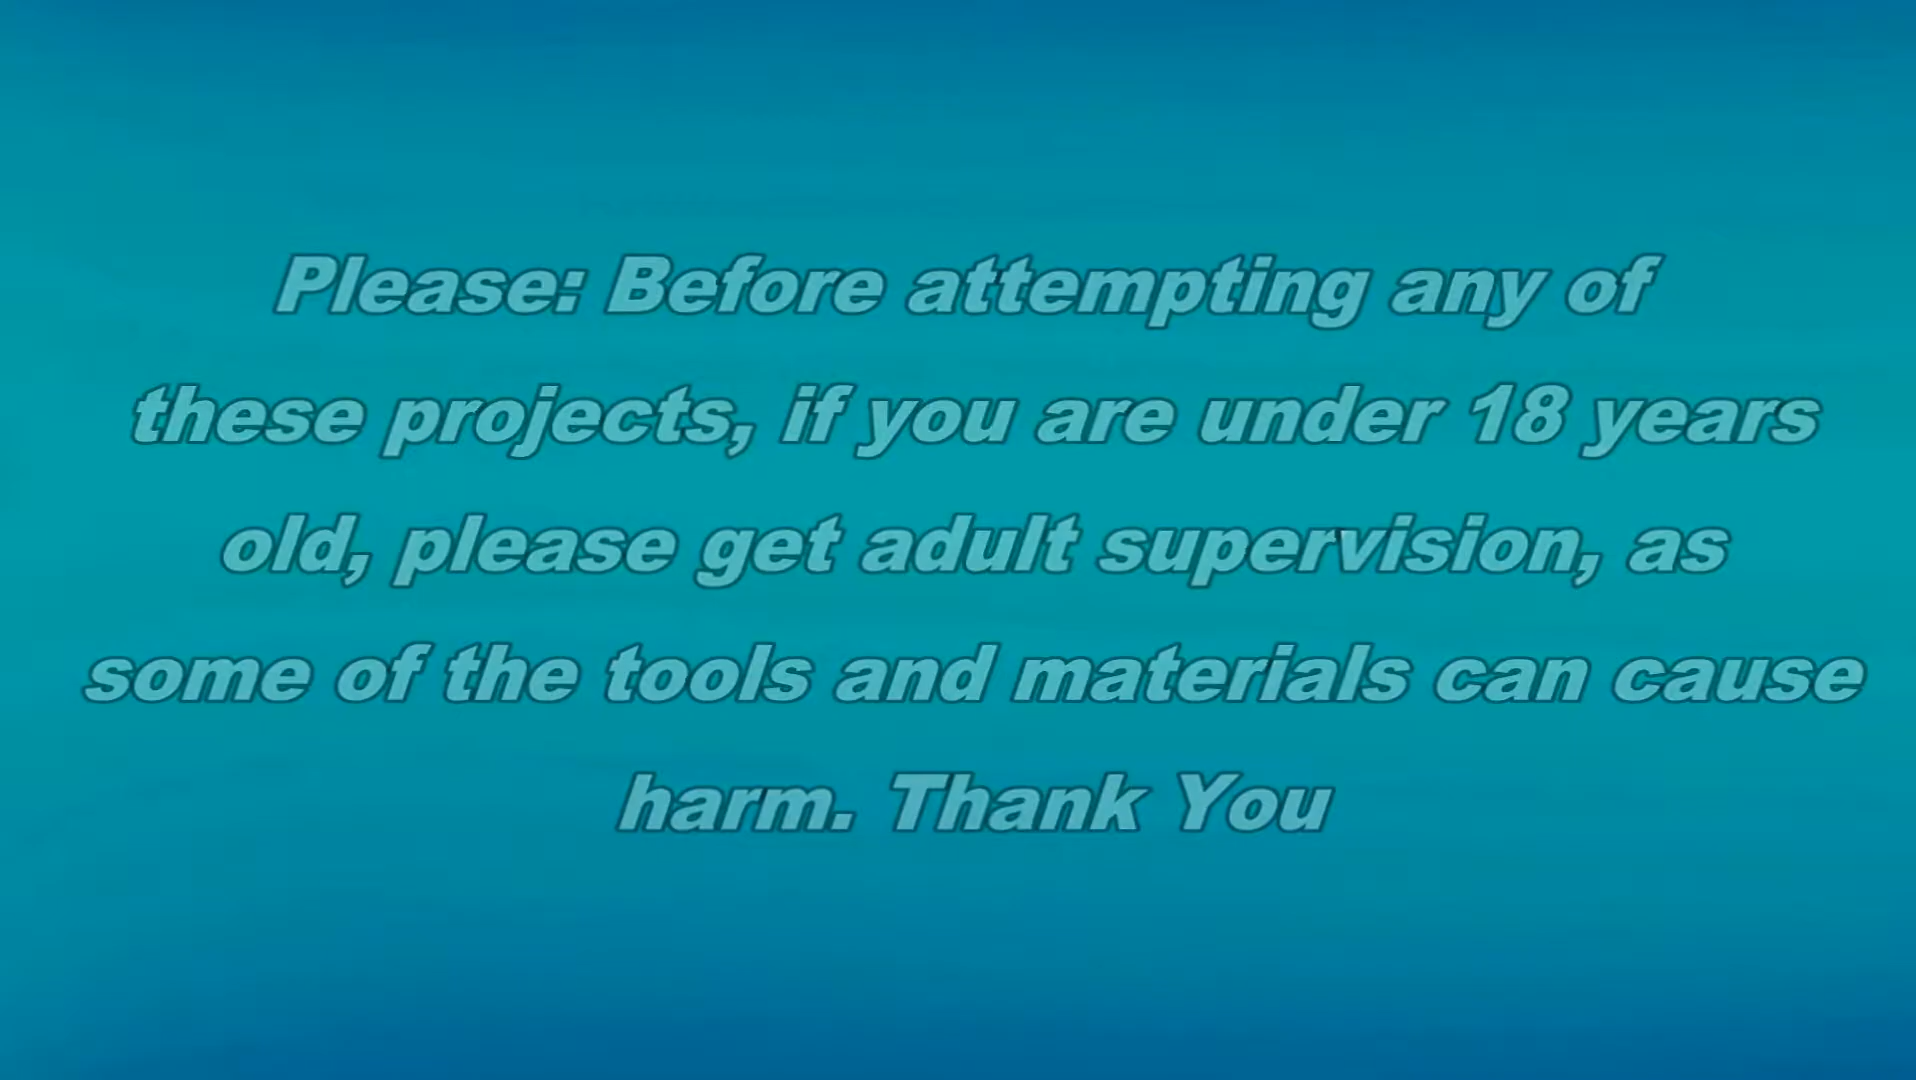 Please: Before attempting any of
these projects, if you are under 18 years
old, please get adult supervision, as
some of the tools and materials can cause
harm. Thank You